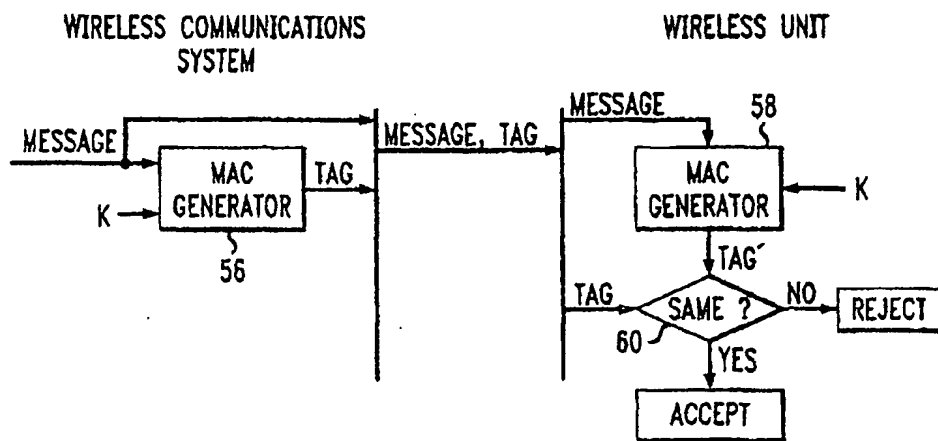 WIRELESS COMMUNICATIONS
SYSTEM
WIRELESS UNIT
MESSAGE
K
MAC
GENERATOR
56
TAG
MESSAGE, TAG
MESSAGE
58
MAC
GENERATOR
K
TAG´
TAG
SAME ?
60
NO
REJECT
YES
ACCEPT